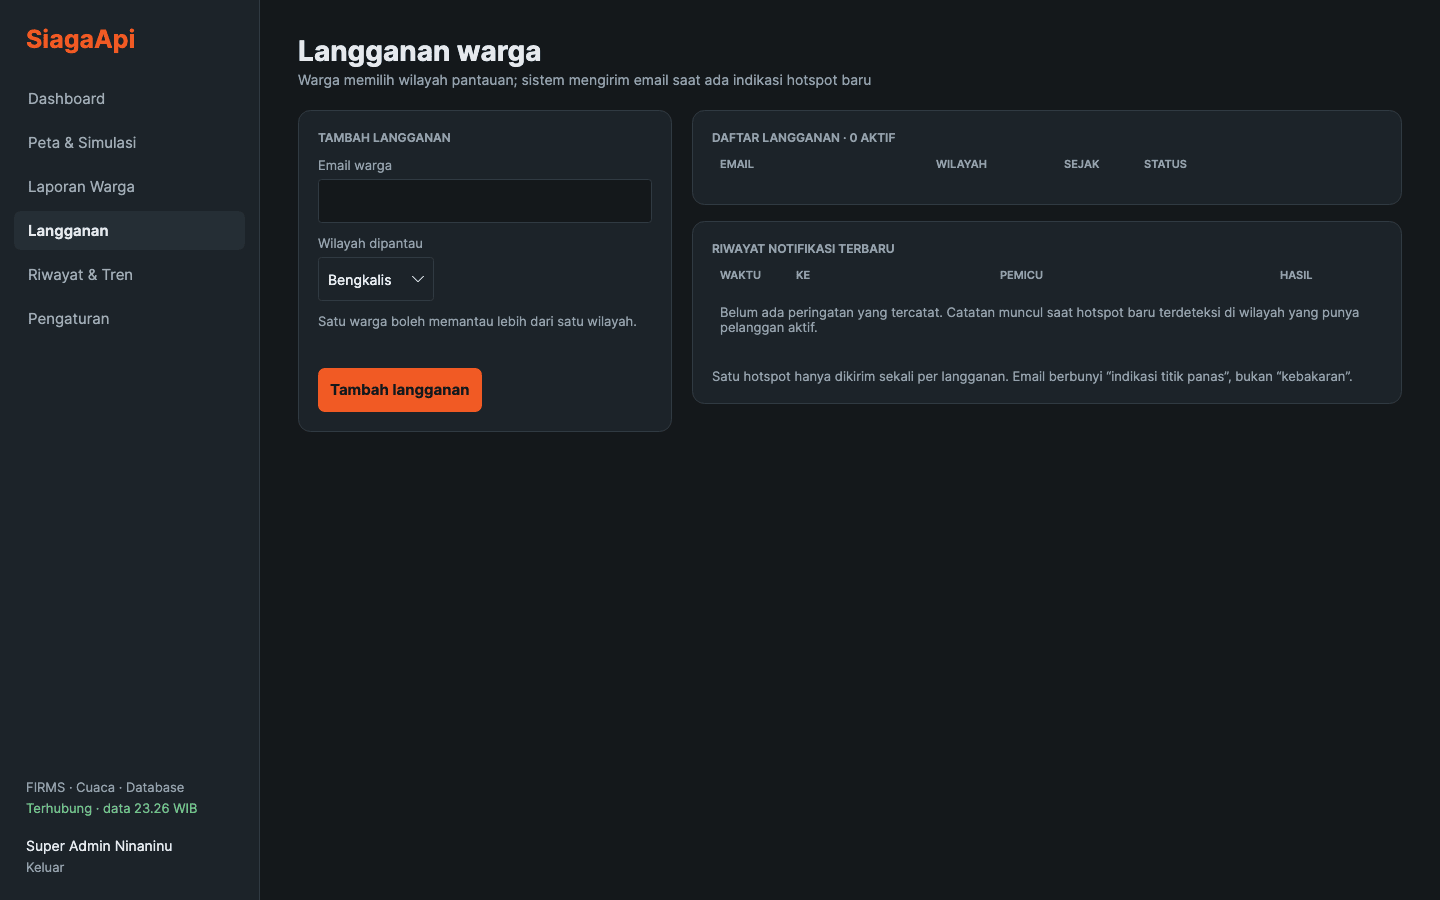 SiagaApi
Dashboard
Peta & Simulasi
Laporan Warga
Langganan
Riwayat & Tren
Pengaturan
FIRMS · Cuaca · Database
Terhubung · data 23.26 WIB
Super Admin Ninaninu
Keluar
Langganan warga
Warga memilih wilayah pantauan; sistem mengirim email saat ada indikasi hotspot baru
TAMBAH LANGGANAN
Email warga
Wilayah dipantau
Bengkalis
Satu warga boleh memantau lebih dari satu wilayah.
Tambah langganan
DAFTAR LANGGANAN · 0 AKTIF
EMAIL WILAYAH SEJAK STATUS
RIWAYAT NOTIFIKASI TERBARU
WAKTU KE PEMICU HASIL
Belum ada peringatan yang tercatat. Catatan muncul saat hotspot baru terdeteksi di wilayah yang punya
pelanggan aktif.
Satu hotspot hanya dikirim sekali per langganan. Email berbunyi “indikasi titik panas”, bukan “kebakaran”.